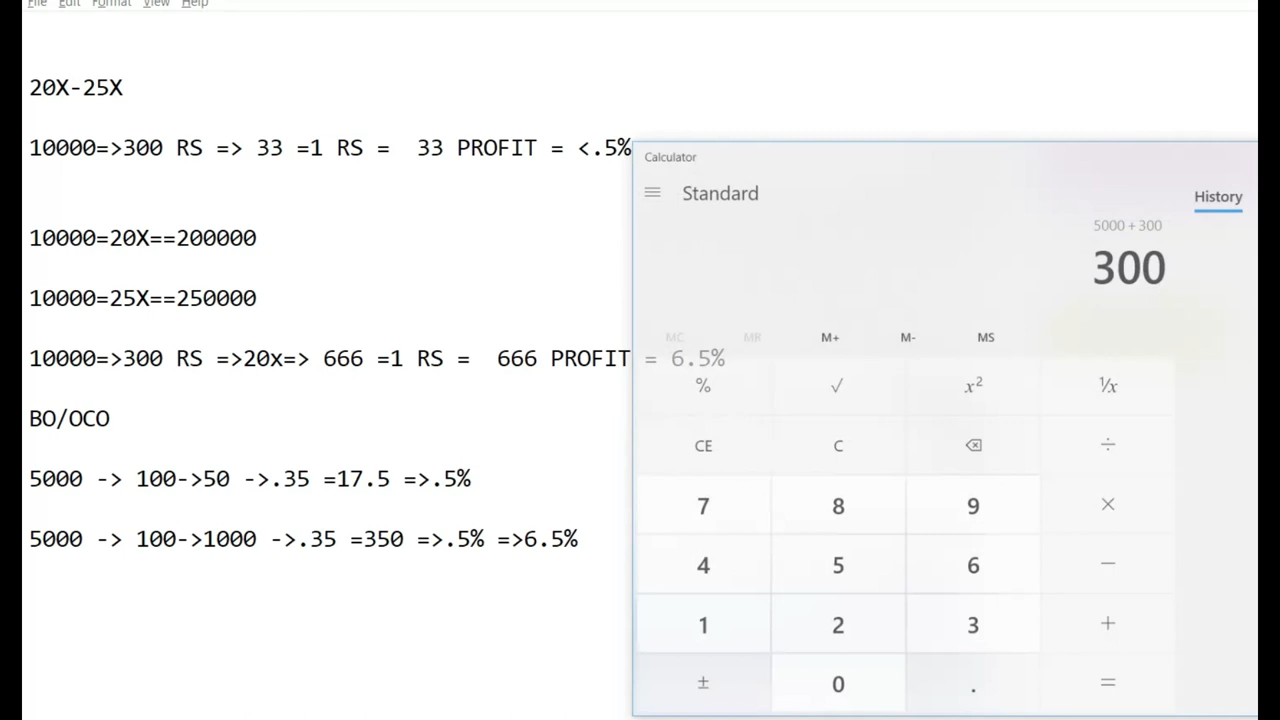 File Edit Format View Help
20X-25X
10000=>300 RS => 33 =1 RS =  33 PROFIT = <.5%
10000=20X==200000
10000=25X==250000
10000=>300 RS =>20x=> 666 =1 RS =  666 PROFIT = 6.5%
BO/OCO
5000 -> 100->50 ->.35 =17.5 =>.5%
5000 -> 100->1000 ->.35 =350 =>.5% =>6.5%
Calculator
Standard
History
5000 + 300
300
MC MR M+ M- MS
% √ x² ¹/x
CE C ÷
7 8 9 ×
4 5 6 −
1 2 3 +
± 0 . =